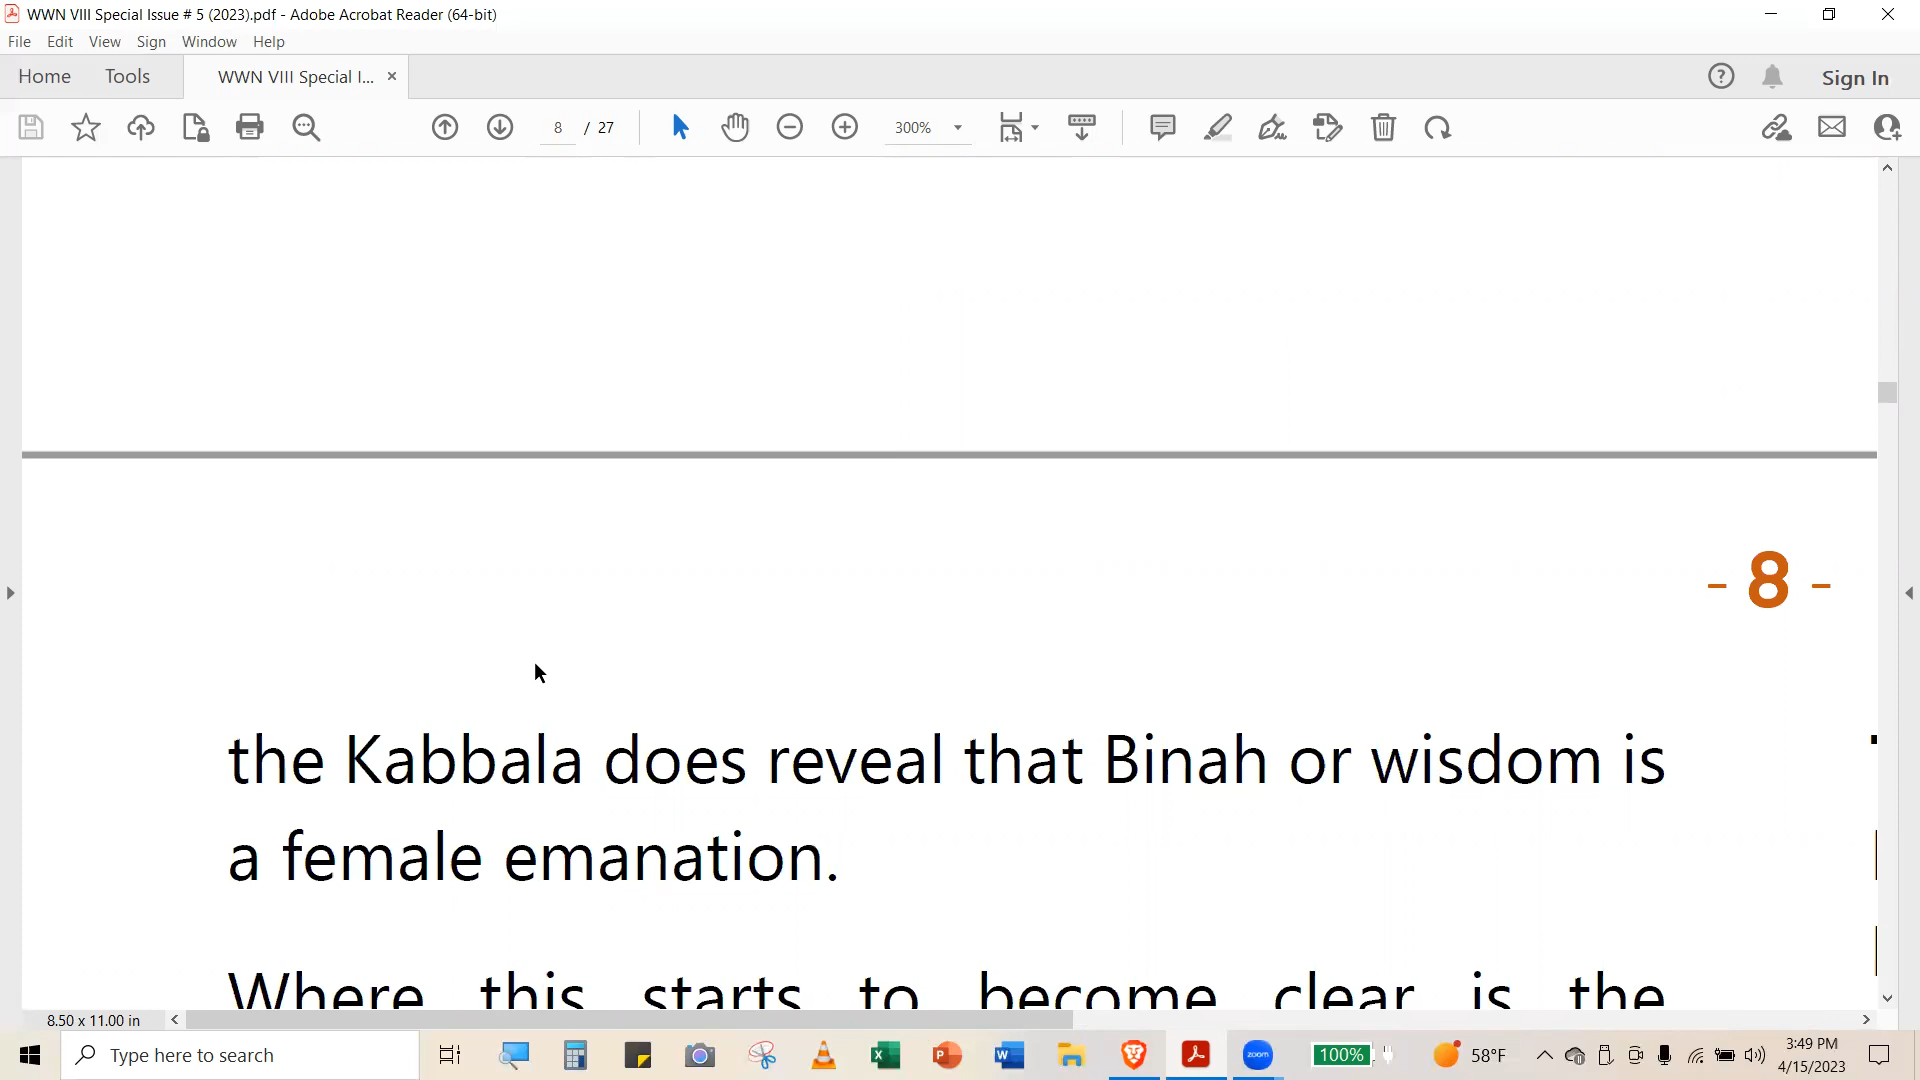 WWN VIII Special Issue # 5 (2023).pdf - Adobe Acrobat Reader (64-bit)
File Edit View Sign Window Help
Home Tools WWN VIII Special I... × Sign In
8 / 27 300%
- 8 -
the Kabbala does reveal that Binah or wisdom is
a female emanation.
Where this starts to become clear is the
8.50 x 11.00 in
Type here to search zoom 100% 58°F 3:49 PM
4/15/2023